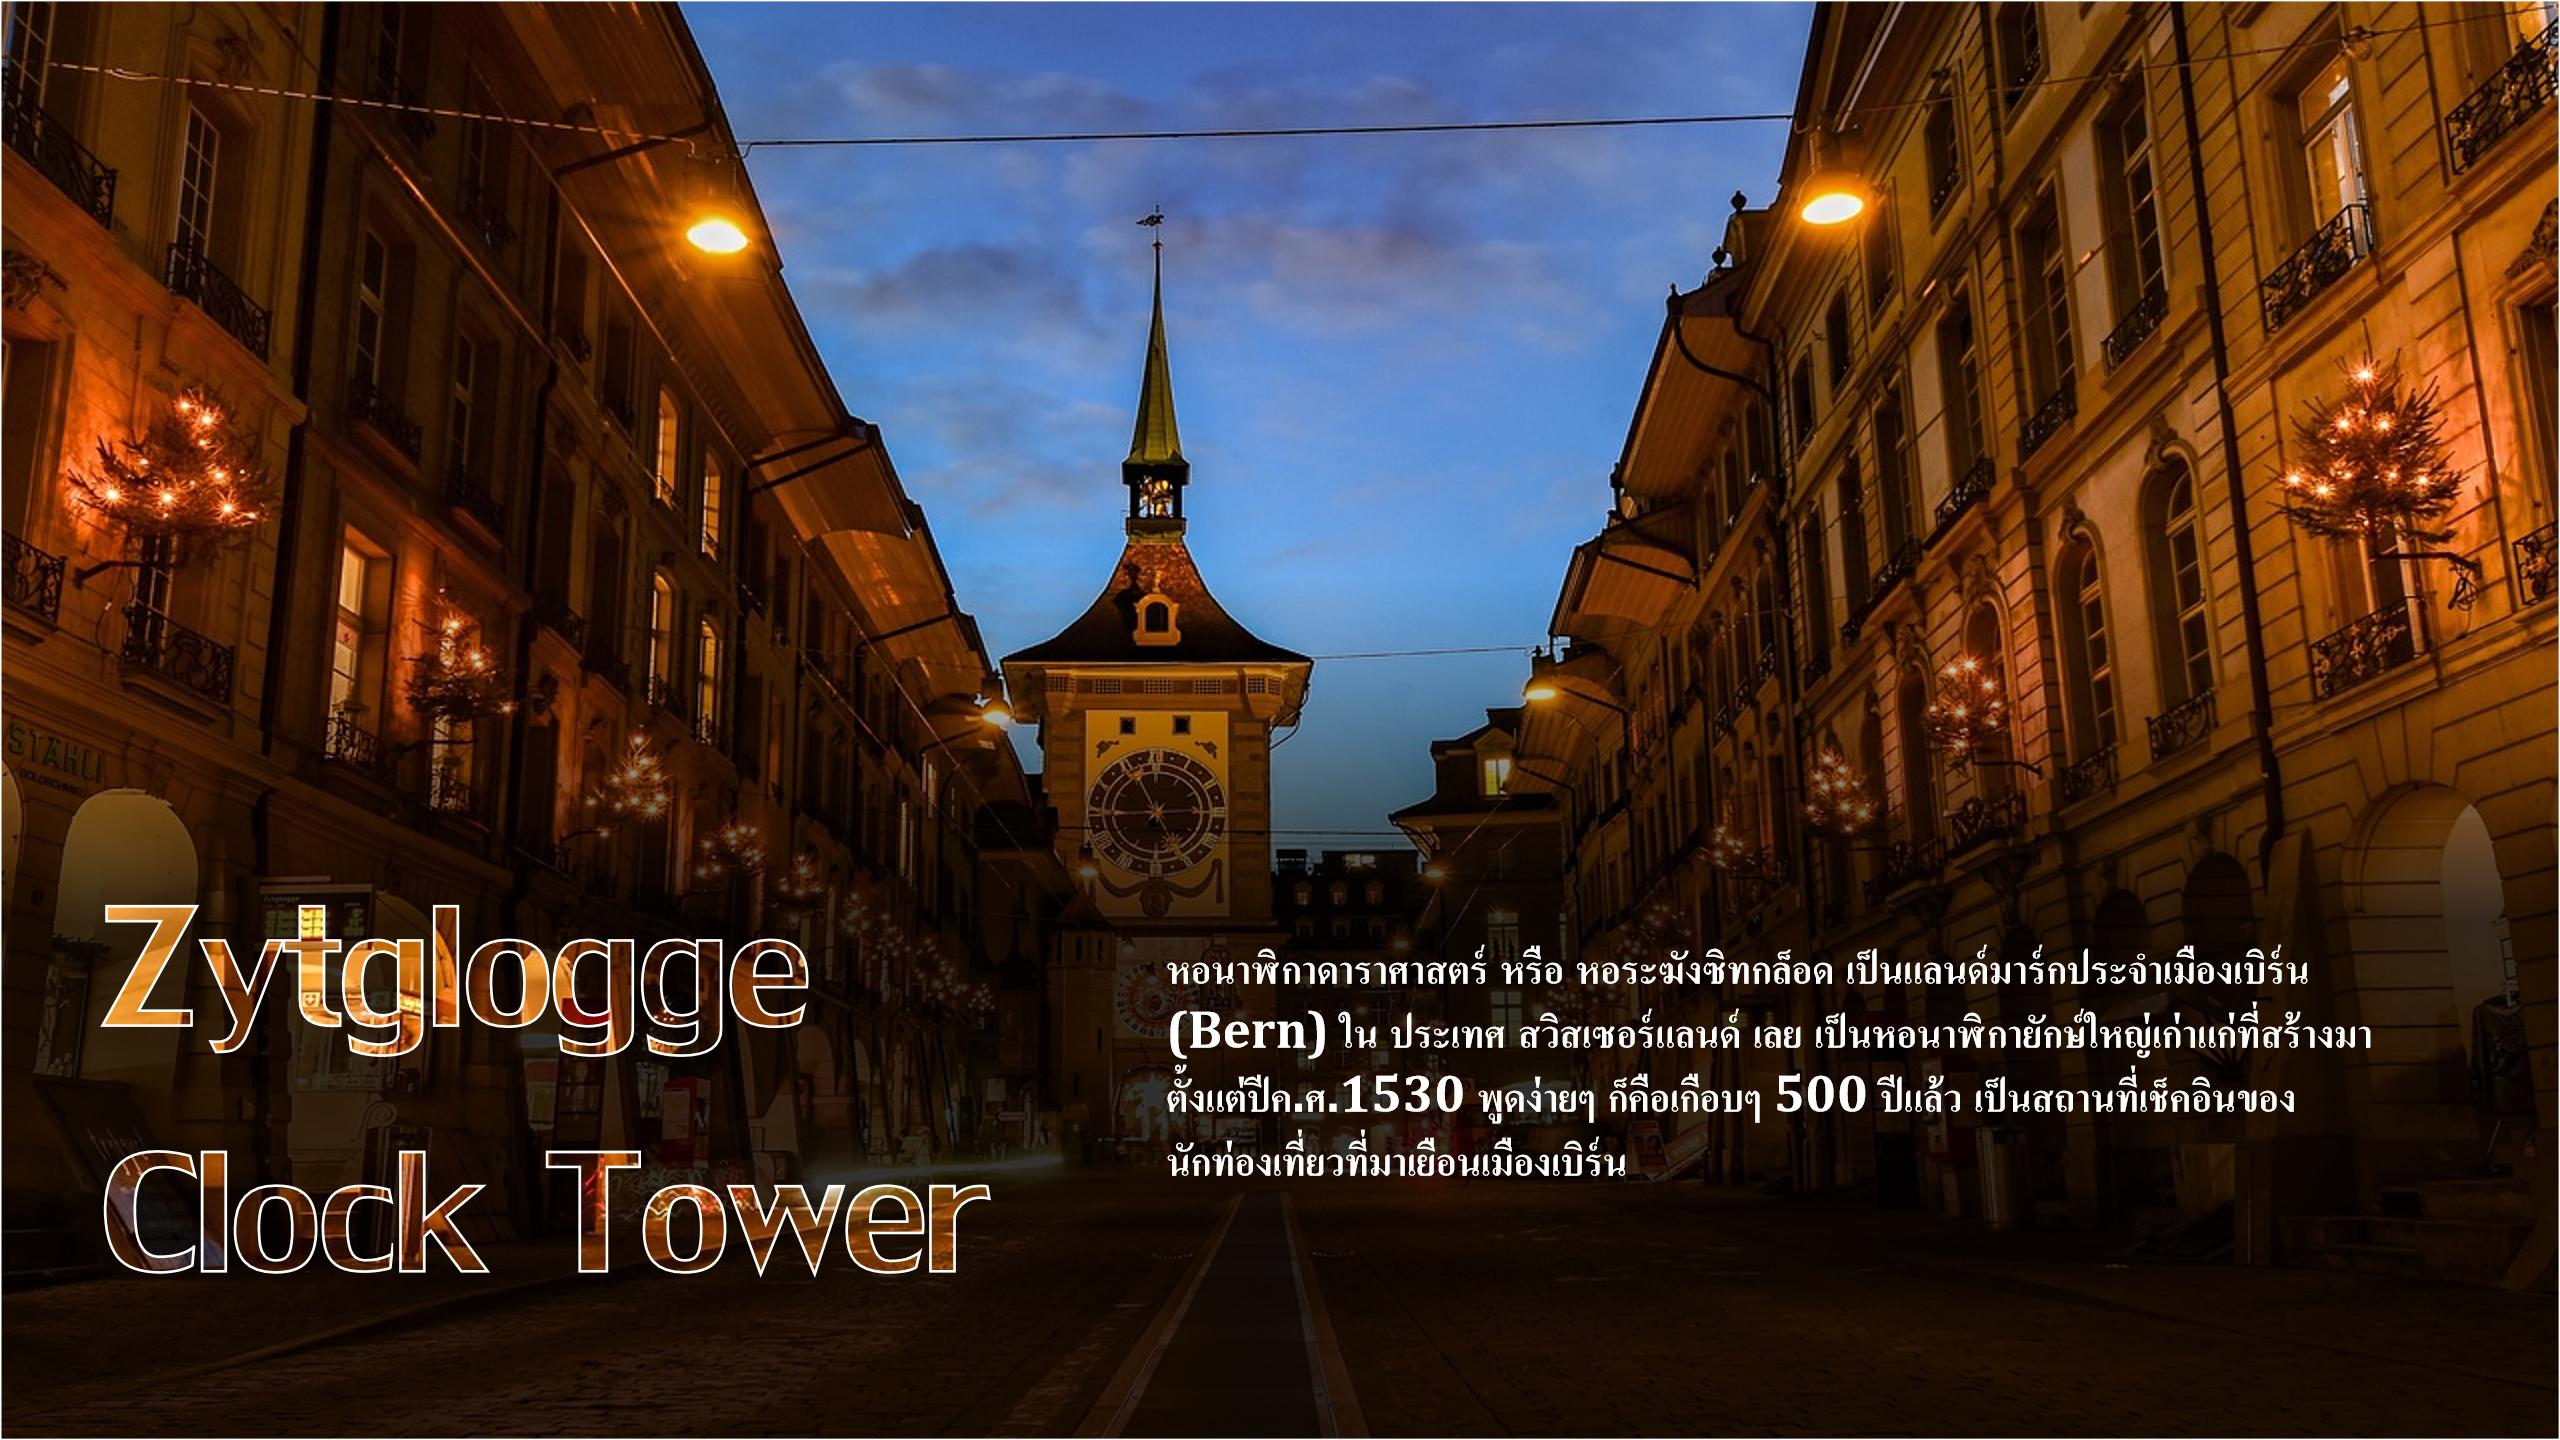 STÄHLI
Zytglogge
Clock Tower
หอนาฬิกาดาราศาสตร์ หรือ หอระฆังซิทกล็อด เป็นแลนด์มาร์กประจำเมืองเบิร์น
(Bern) ใน ประเทศ สวิสเซอร์แลนด์ เลย เป็นหอนาฬิกายักษ์ใหญ่เก่าแก่ที่สร้างมา
ตั้งแต่ปีค.ศ.1530 พูดง่ายๆ ก็คือเกือบๆ 500 ปีแล้ว เป็นสถานที่เช็คอินของ
นักท่องเที่ยวที่มาเยือนเมืองเบิร์น